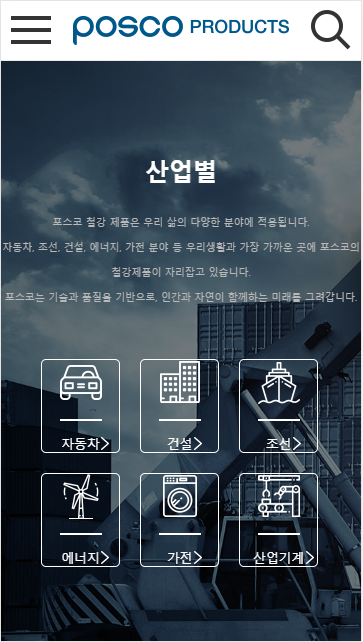 posco PRODUCTS
산업별
포스코 철강 제품은 우리 삶의 다양한 분야에 적용됩니다.
자동차, 조선, 건설, 에너지, 가전 분야 등 우리생활과 가장 가까운 곳에 포스코의
철강제품이 자리잡고 있습니다.
포스코는 기술과 품질을 기반으로, 인간과 자연이 함께하는 미래를 그려갑니다.
자동차
건설
조선
에너지
가전
산업기계